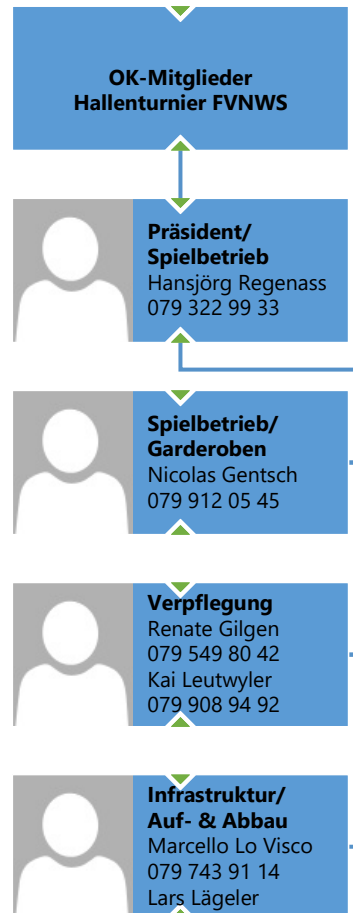 OK-Mitglieder
Hallenturnier FVNWS
Präsident/
Spielbetrieb
Hansjörg Regenass
079 322 99 33
Spielbetrieb/
Garderoben
Nicolas Gentsch
079 912 05 45
Verpflegung
Renate Gilgen
079 549 80 42
Kai Leutwyler
079 908 94 92
Infrastruktur/
Auf- & Abbau
Marcello Lo Visco
079 743 91 14
Lars Lägeler